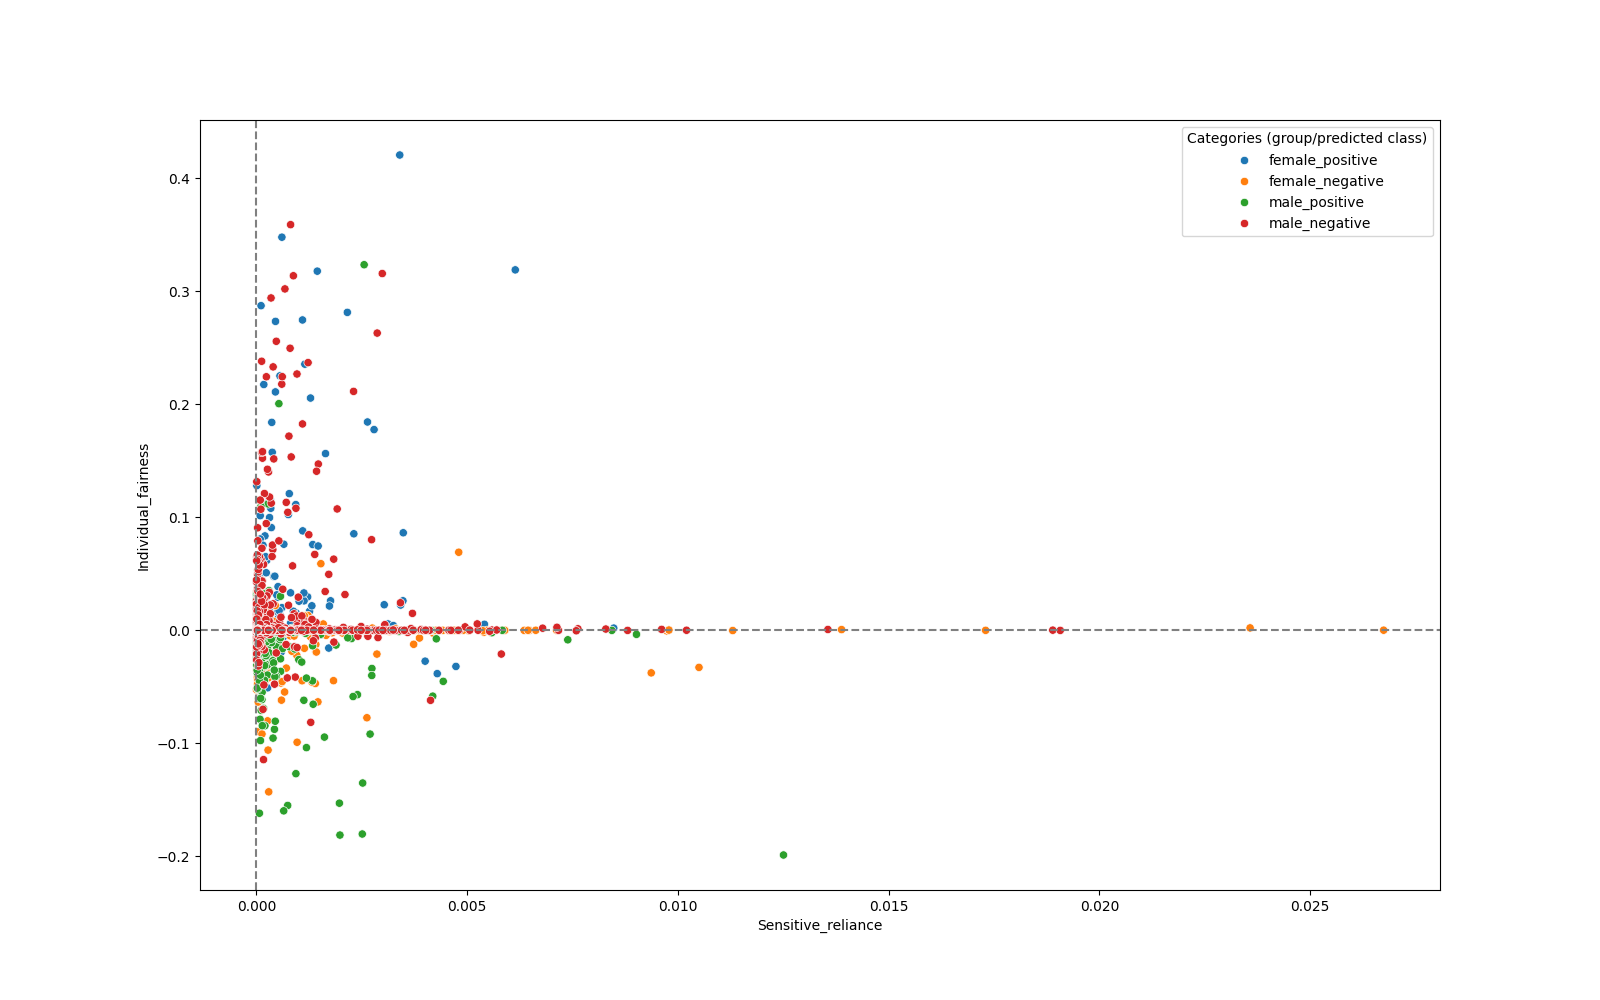 Categories (group/predicted class)
female_positive
female_negative
male_positive
male_negative
0.4
0.3
0.2
0.1
0.0
−0.1
−0.2
Individual_fairness
0.000 0.005 0.010 0.015 0.020 0.025
Sensitive_reliance